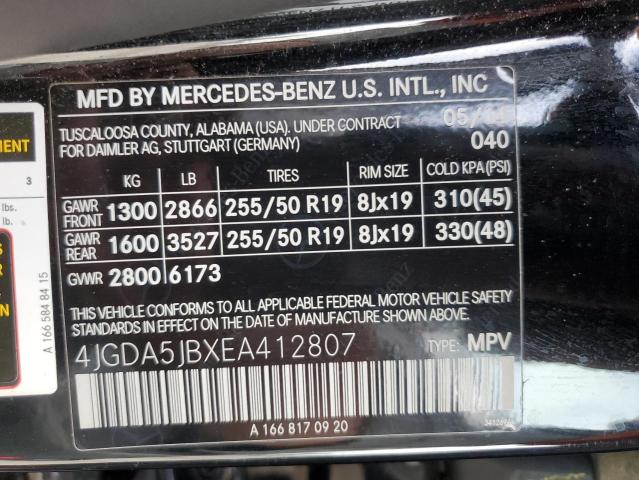 MFD BY MERCEDES-BENZ U.S. INTL., INC
TUSCALOOSA COUNTY, ALABAMA (USA). UNDER CONTRACT
FOR DAIMLER AG, STUTTGART (GERMANY)
040
KG LB TIRES RIM SIZE COLD KPA(PSI)
GAWR FRONT 1300 2866 255/50 R19 8Jx19 310(45)
GAWR REAR 1600 3527 255/50 R19 8Jx19 330(48)
GVWR 2800 6173
THIS VEHICLE CONFORMS TO ALL APPLICABLE FEDERAL MOTOR VEHICLE SAFETY
STANDARDS IN EFFECT ON THE DATE OF MANUFACTURE SHOWN ABOVE.
4JGDA5JBXEA412807 TYPE: MPV
A 166 817 09 20
3
lbs.
lb.
A 166 584 84 15